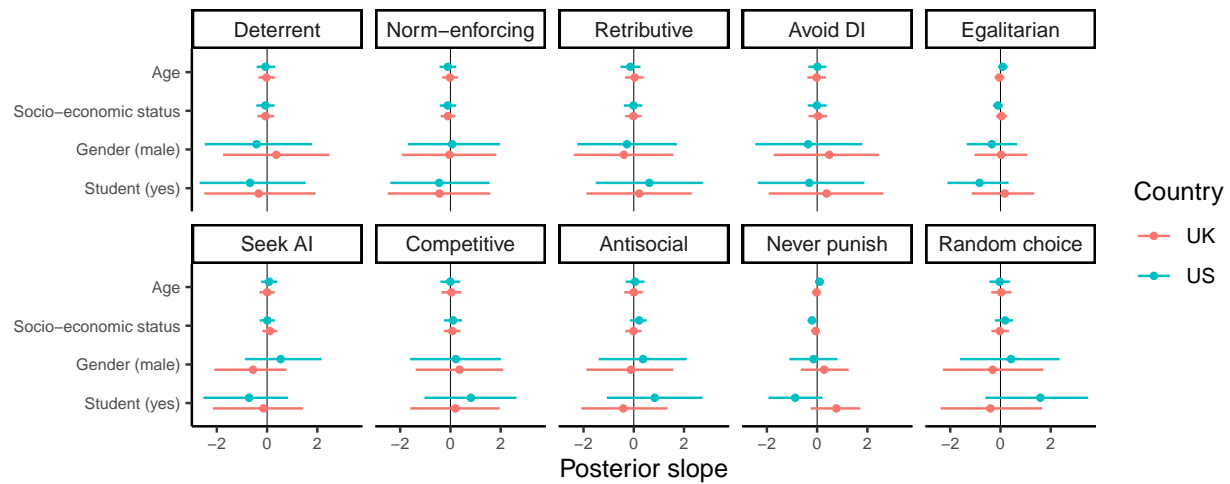 Deterrent Norm−enforcing Retributive Avoid DI Egalitarian
Age
Socio−economic status
Gender (male)
Student (yes)
Seek AI Competitive Antisocial Never punish Random choice
Age
Socio−economic status
Gender (male)
Student (yes)
−2 0 2 −2 0 2 −2 0 2 −2 0 2 −2 0 2
Posterior slope
Country
UK
US